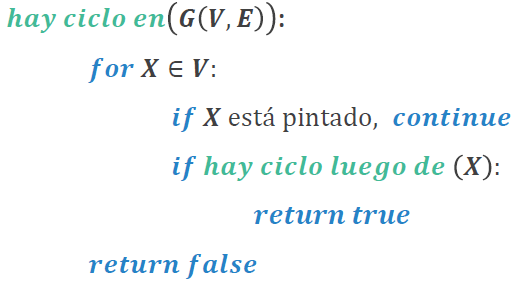 hay ciclo en(G(V, E)):
for X ∈ V:
if X está pintado, continue
if hay ciclo luego de (X):
return true
return false